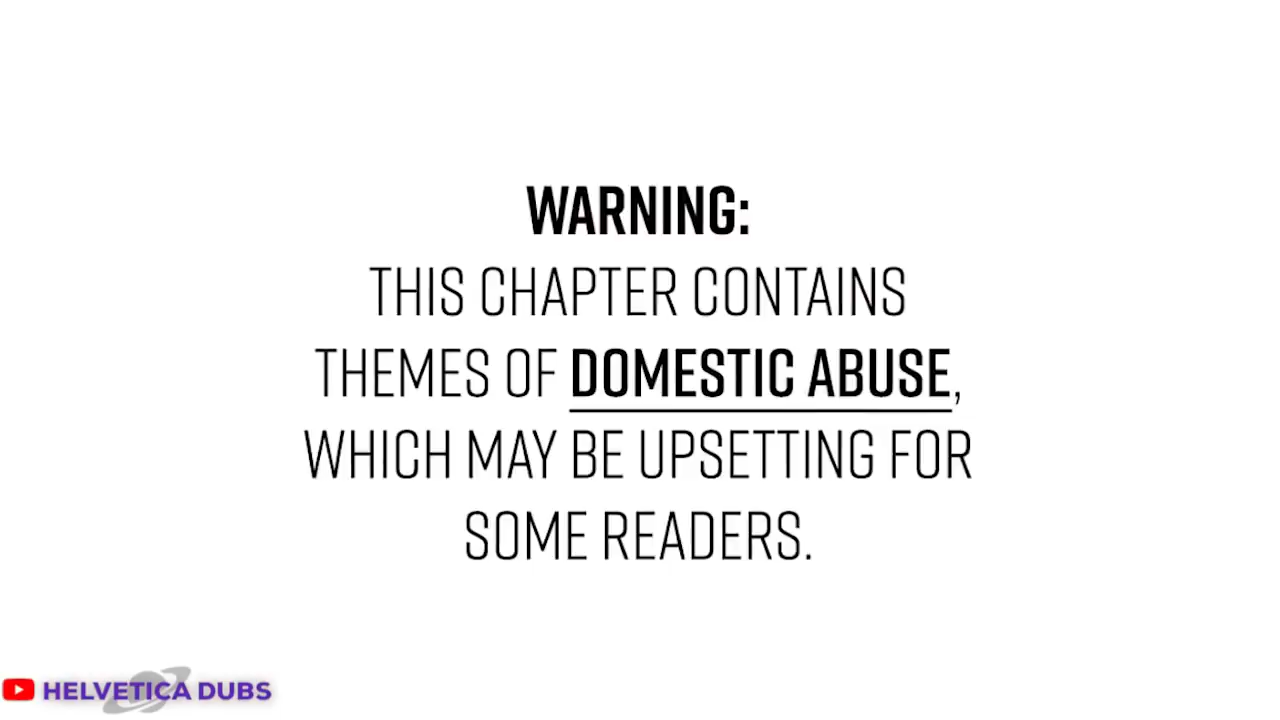 WARNING:
THIS CHAPTER CONTAINS
THEMES OF DOMESTIC ABUSE,
WHICH MAY BE UPSETTING FOR
SOME READERS.
HELVETICA DUBS